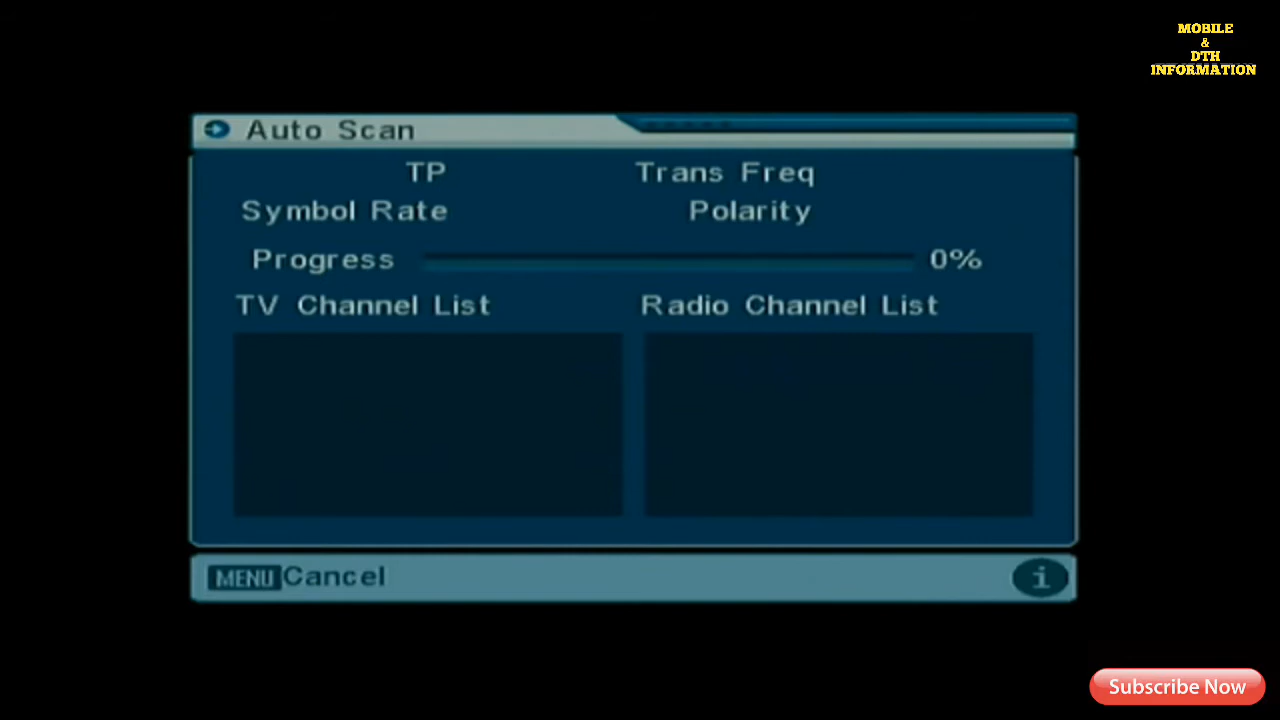 MOBILE
&
DTH
INFORMATION
Auto Scan
TP Trans Freq
Symbol Rate Polarity
Progress 0%
TV Channel List Radio Channel List
MENU Cancel i
Subscribe Now